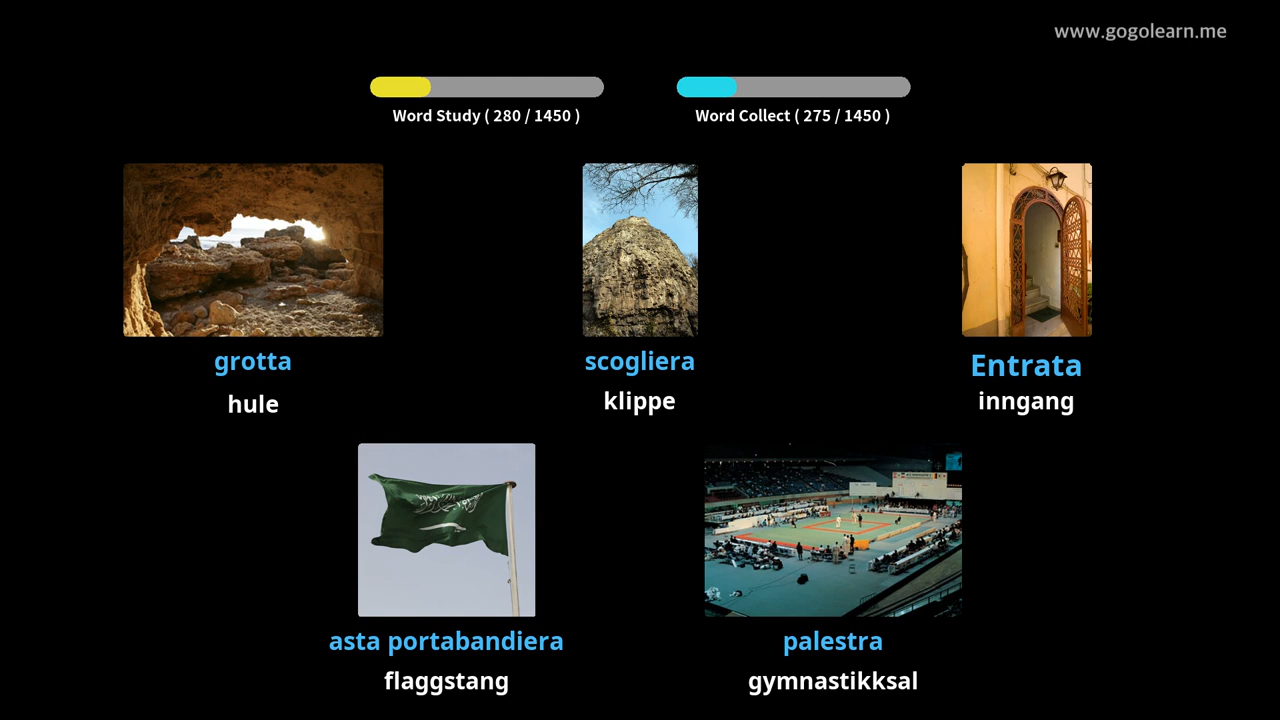 www.gogolearn.me
Word Study ( 280 / 1450 )
Word Collect ( 275 / 1450 )
grotta
hule
scogliera
klippe
Entrata
inngang
asta portabandiera
flaggstang
palestra
gymnastikksal